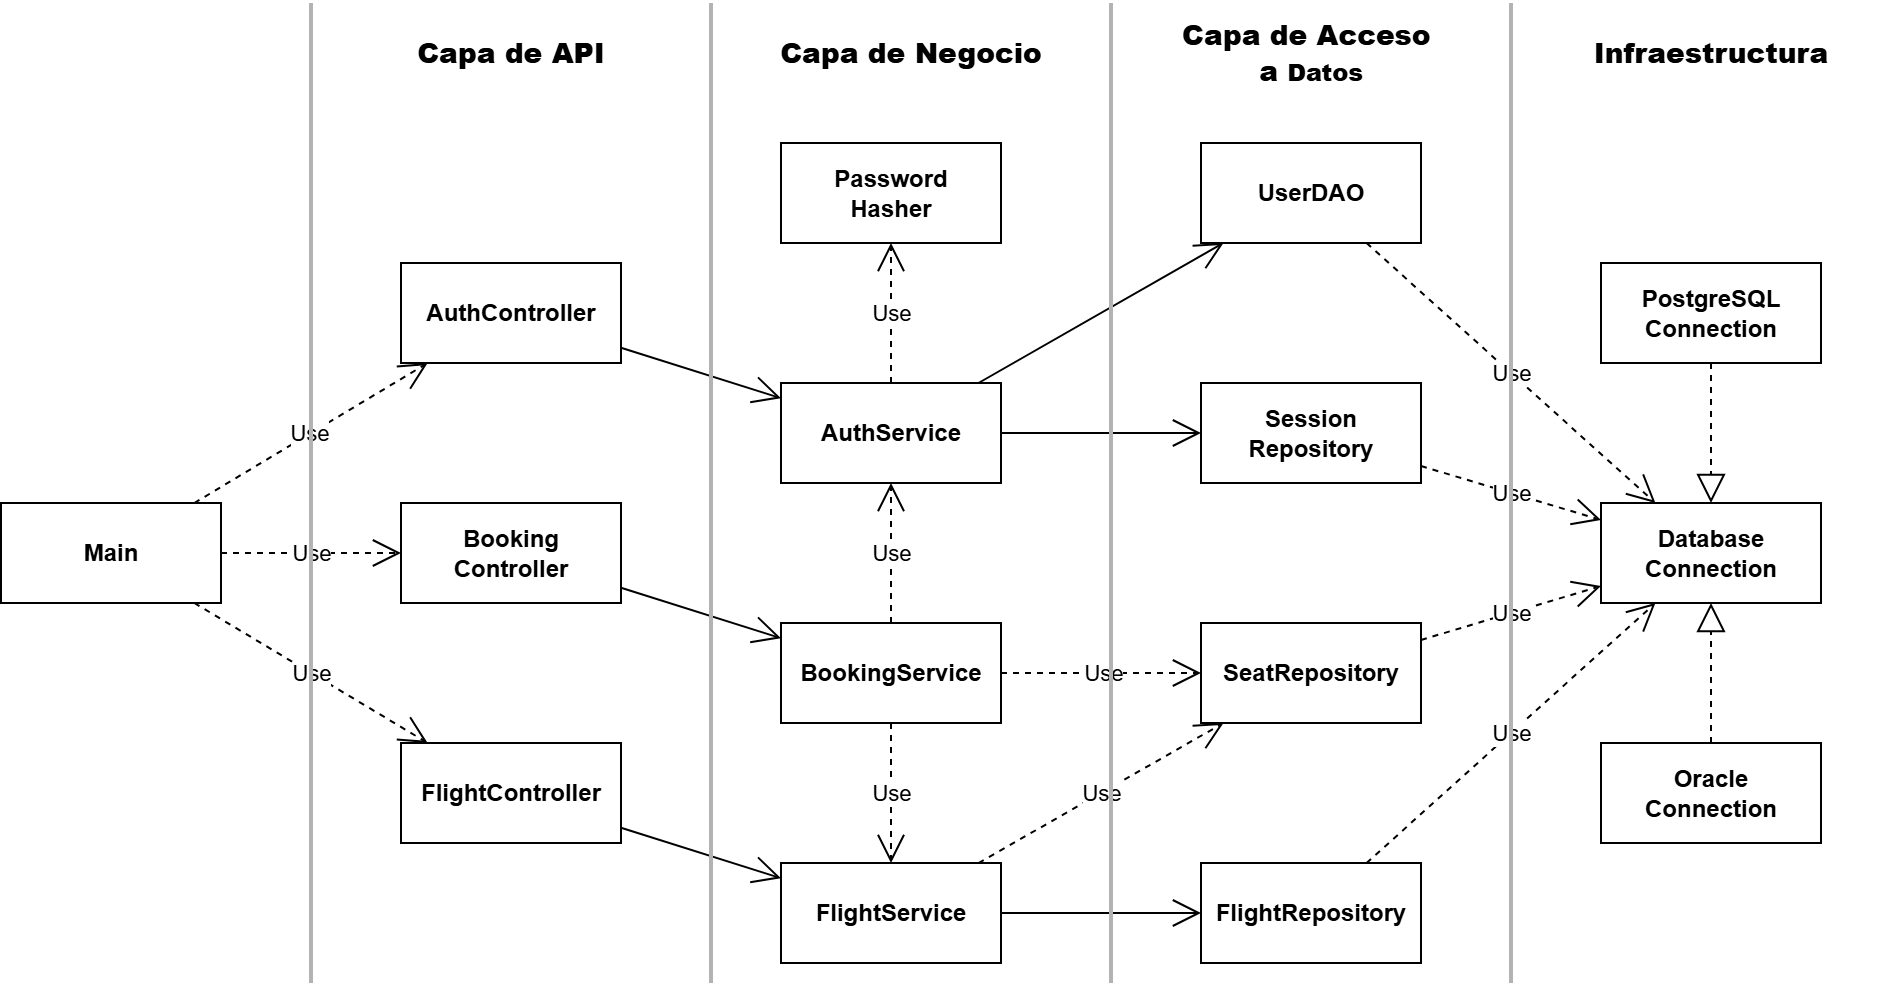 Capa de API
Capa de Negocio
Capa de Acceso
a Datos
Infraestructura
Password
Hasher
UserDAO
AuthController
Use
PostgreSQL
Connection
Use
Use
AuthService
Session
Repository
Use
Main
Use
Booking
Controller
Use
Database
Connection
Use
Use
BookingService
Use
SeatRepository
Use
FlightController
Use
Use
Oracle
Connection
FlightService
FlightRepository